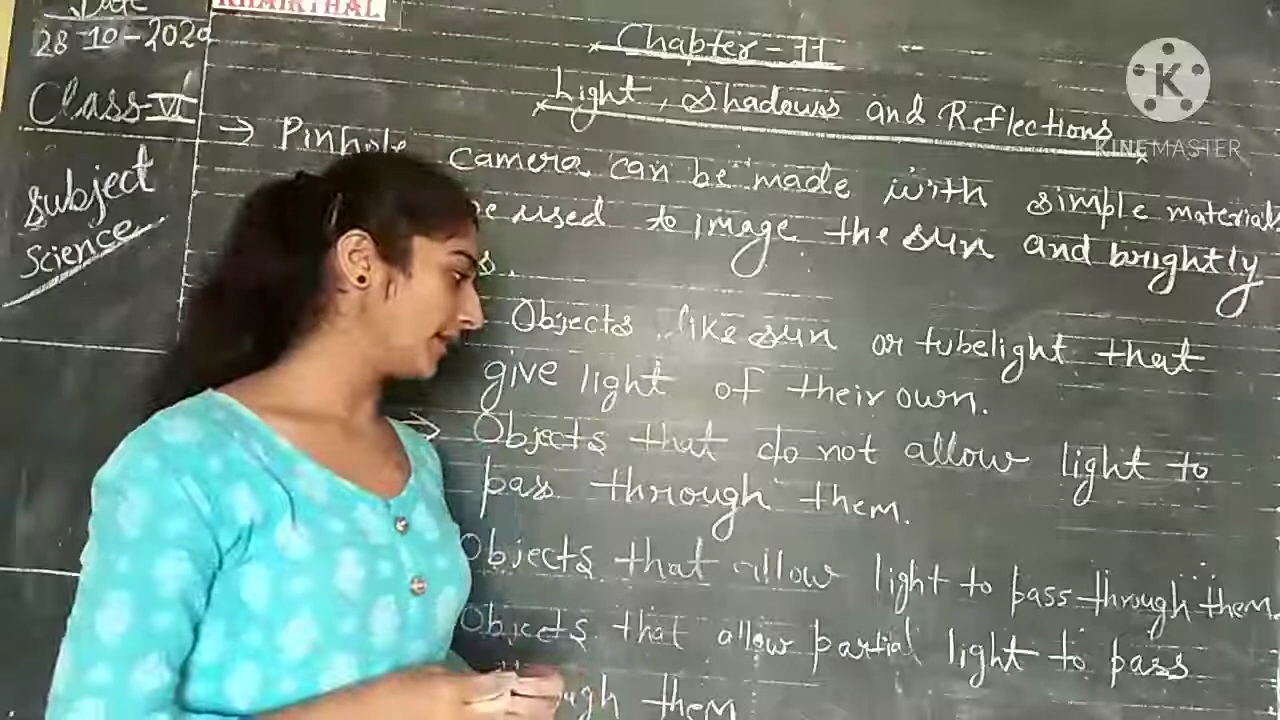 Date
28-10-2020
KHAIRTHAL
Class-VI
Subject
Science
Chapter - 11
Light, Shadows and Reflections
→ Pinhole camera can be made with simple materials
used to image the sun and brightly
Objects like sun or tubelight that
give light of their own.
→ Objects that do not allow light to
pass through them.
Objects that allow light to pass through them
Objects that allow partial light to pass
them
K
KINEMASTER